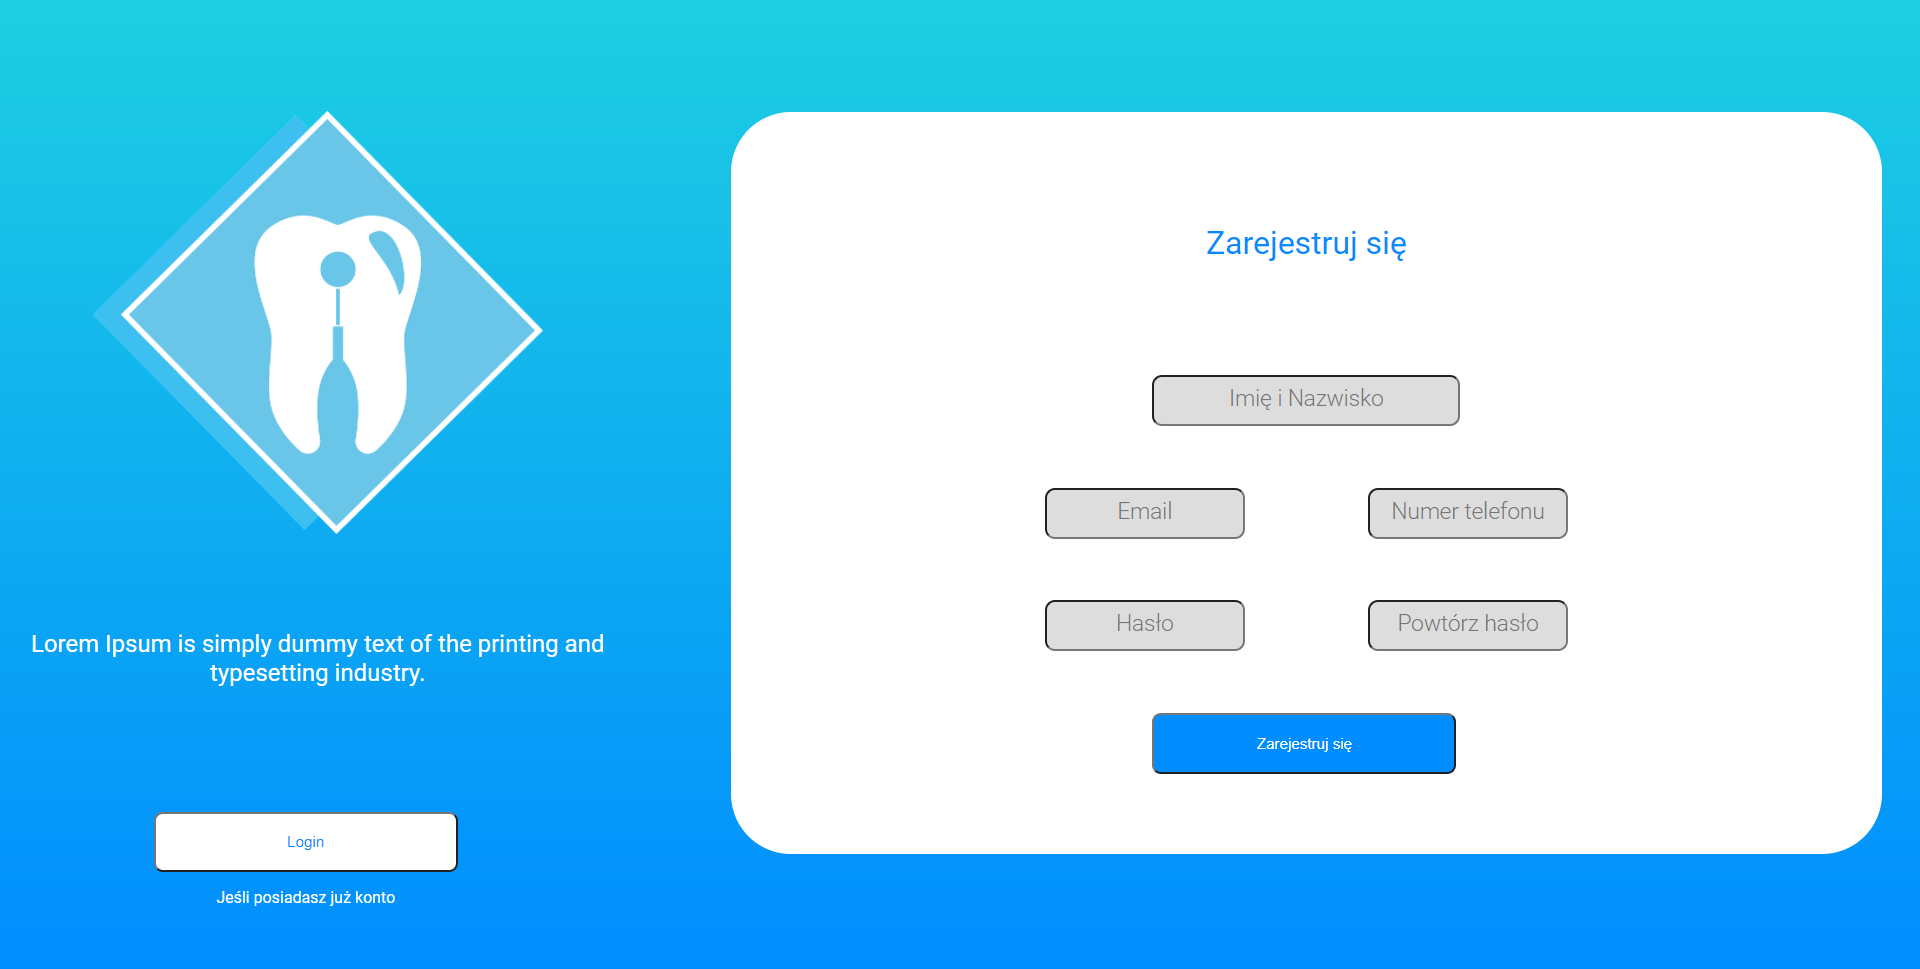 Lorem Ipsum is simply dummy text of the printing and
typesetting industry.
Login
Jeśli posiadasz już konto
Zarejestruj się
Imię i Nazwisko
Email
Numer telefonu
Hasło
Powtórz hasło
Zarejestruj się